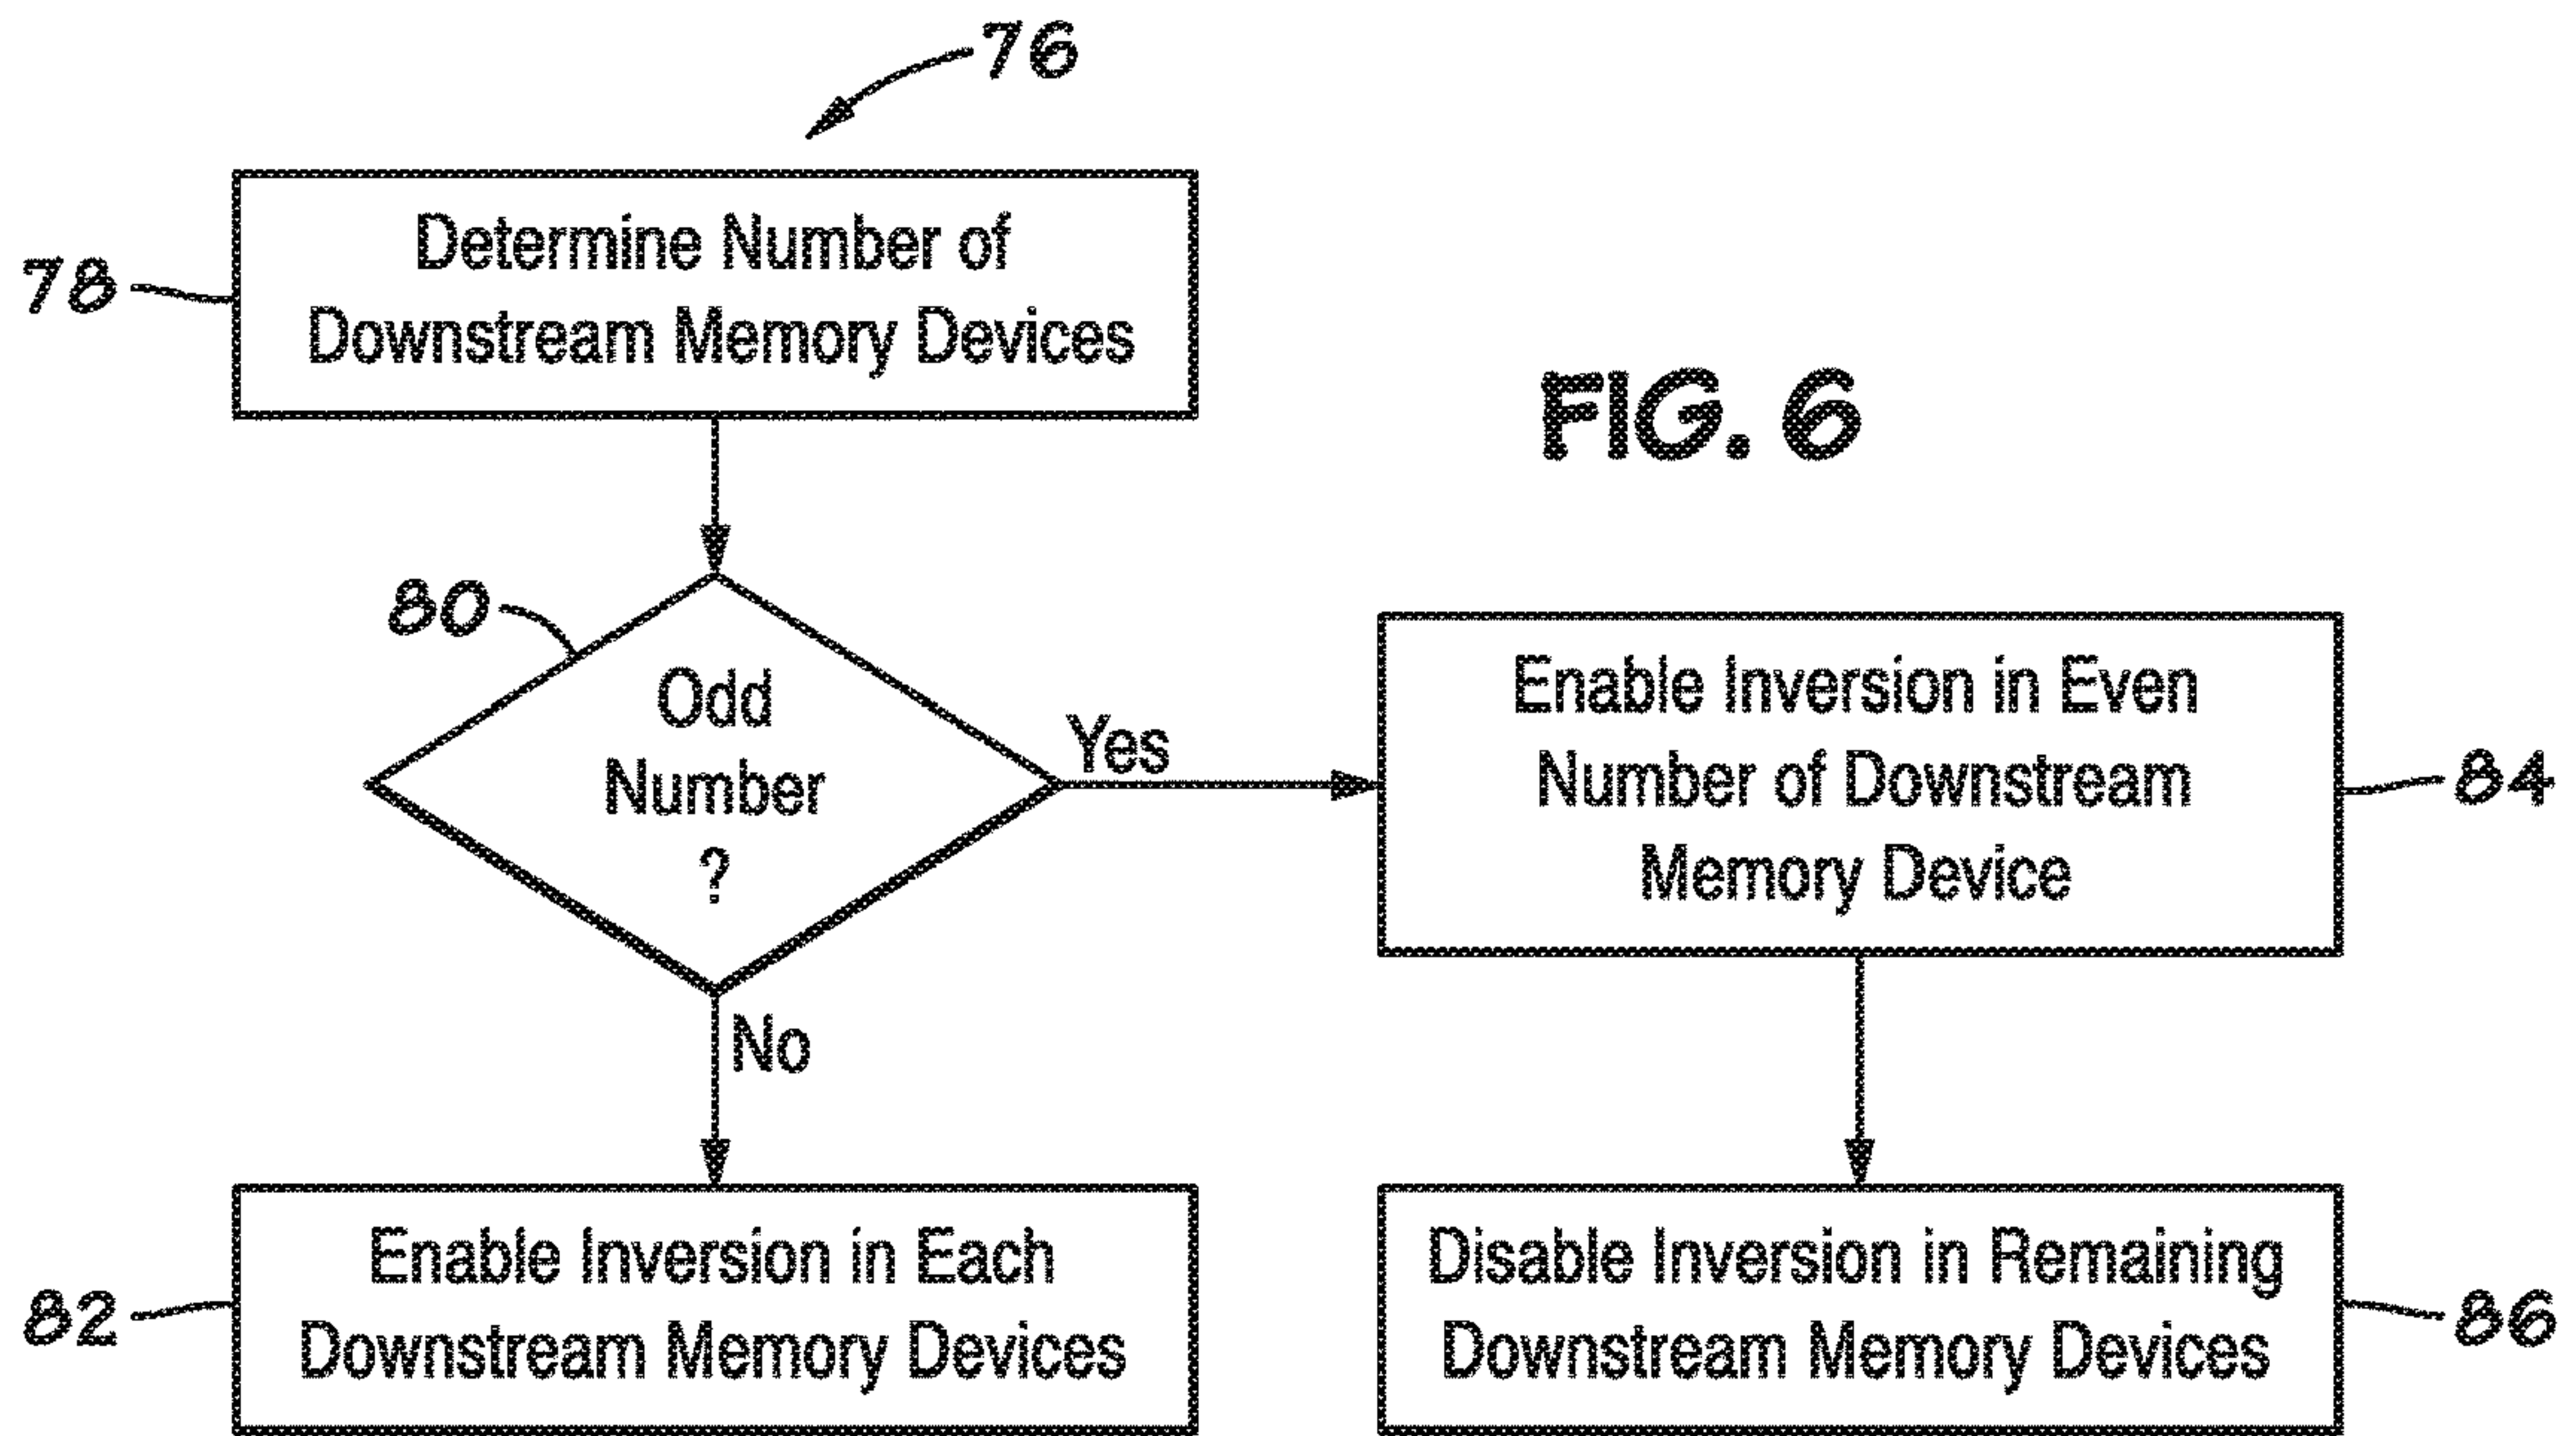 76
Determine Number of
Downstream Memory Devices
78
FIG. 6
80
Odd
Number
?
Yes
Enable Inversion in Even
Number of Downstream
Memory Device
84
No
Enable Inversion in Each
Downstream Memory Devices
82
Disable Inversion in Remaining
Downstream Memory Devices
86